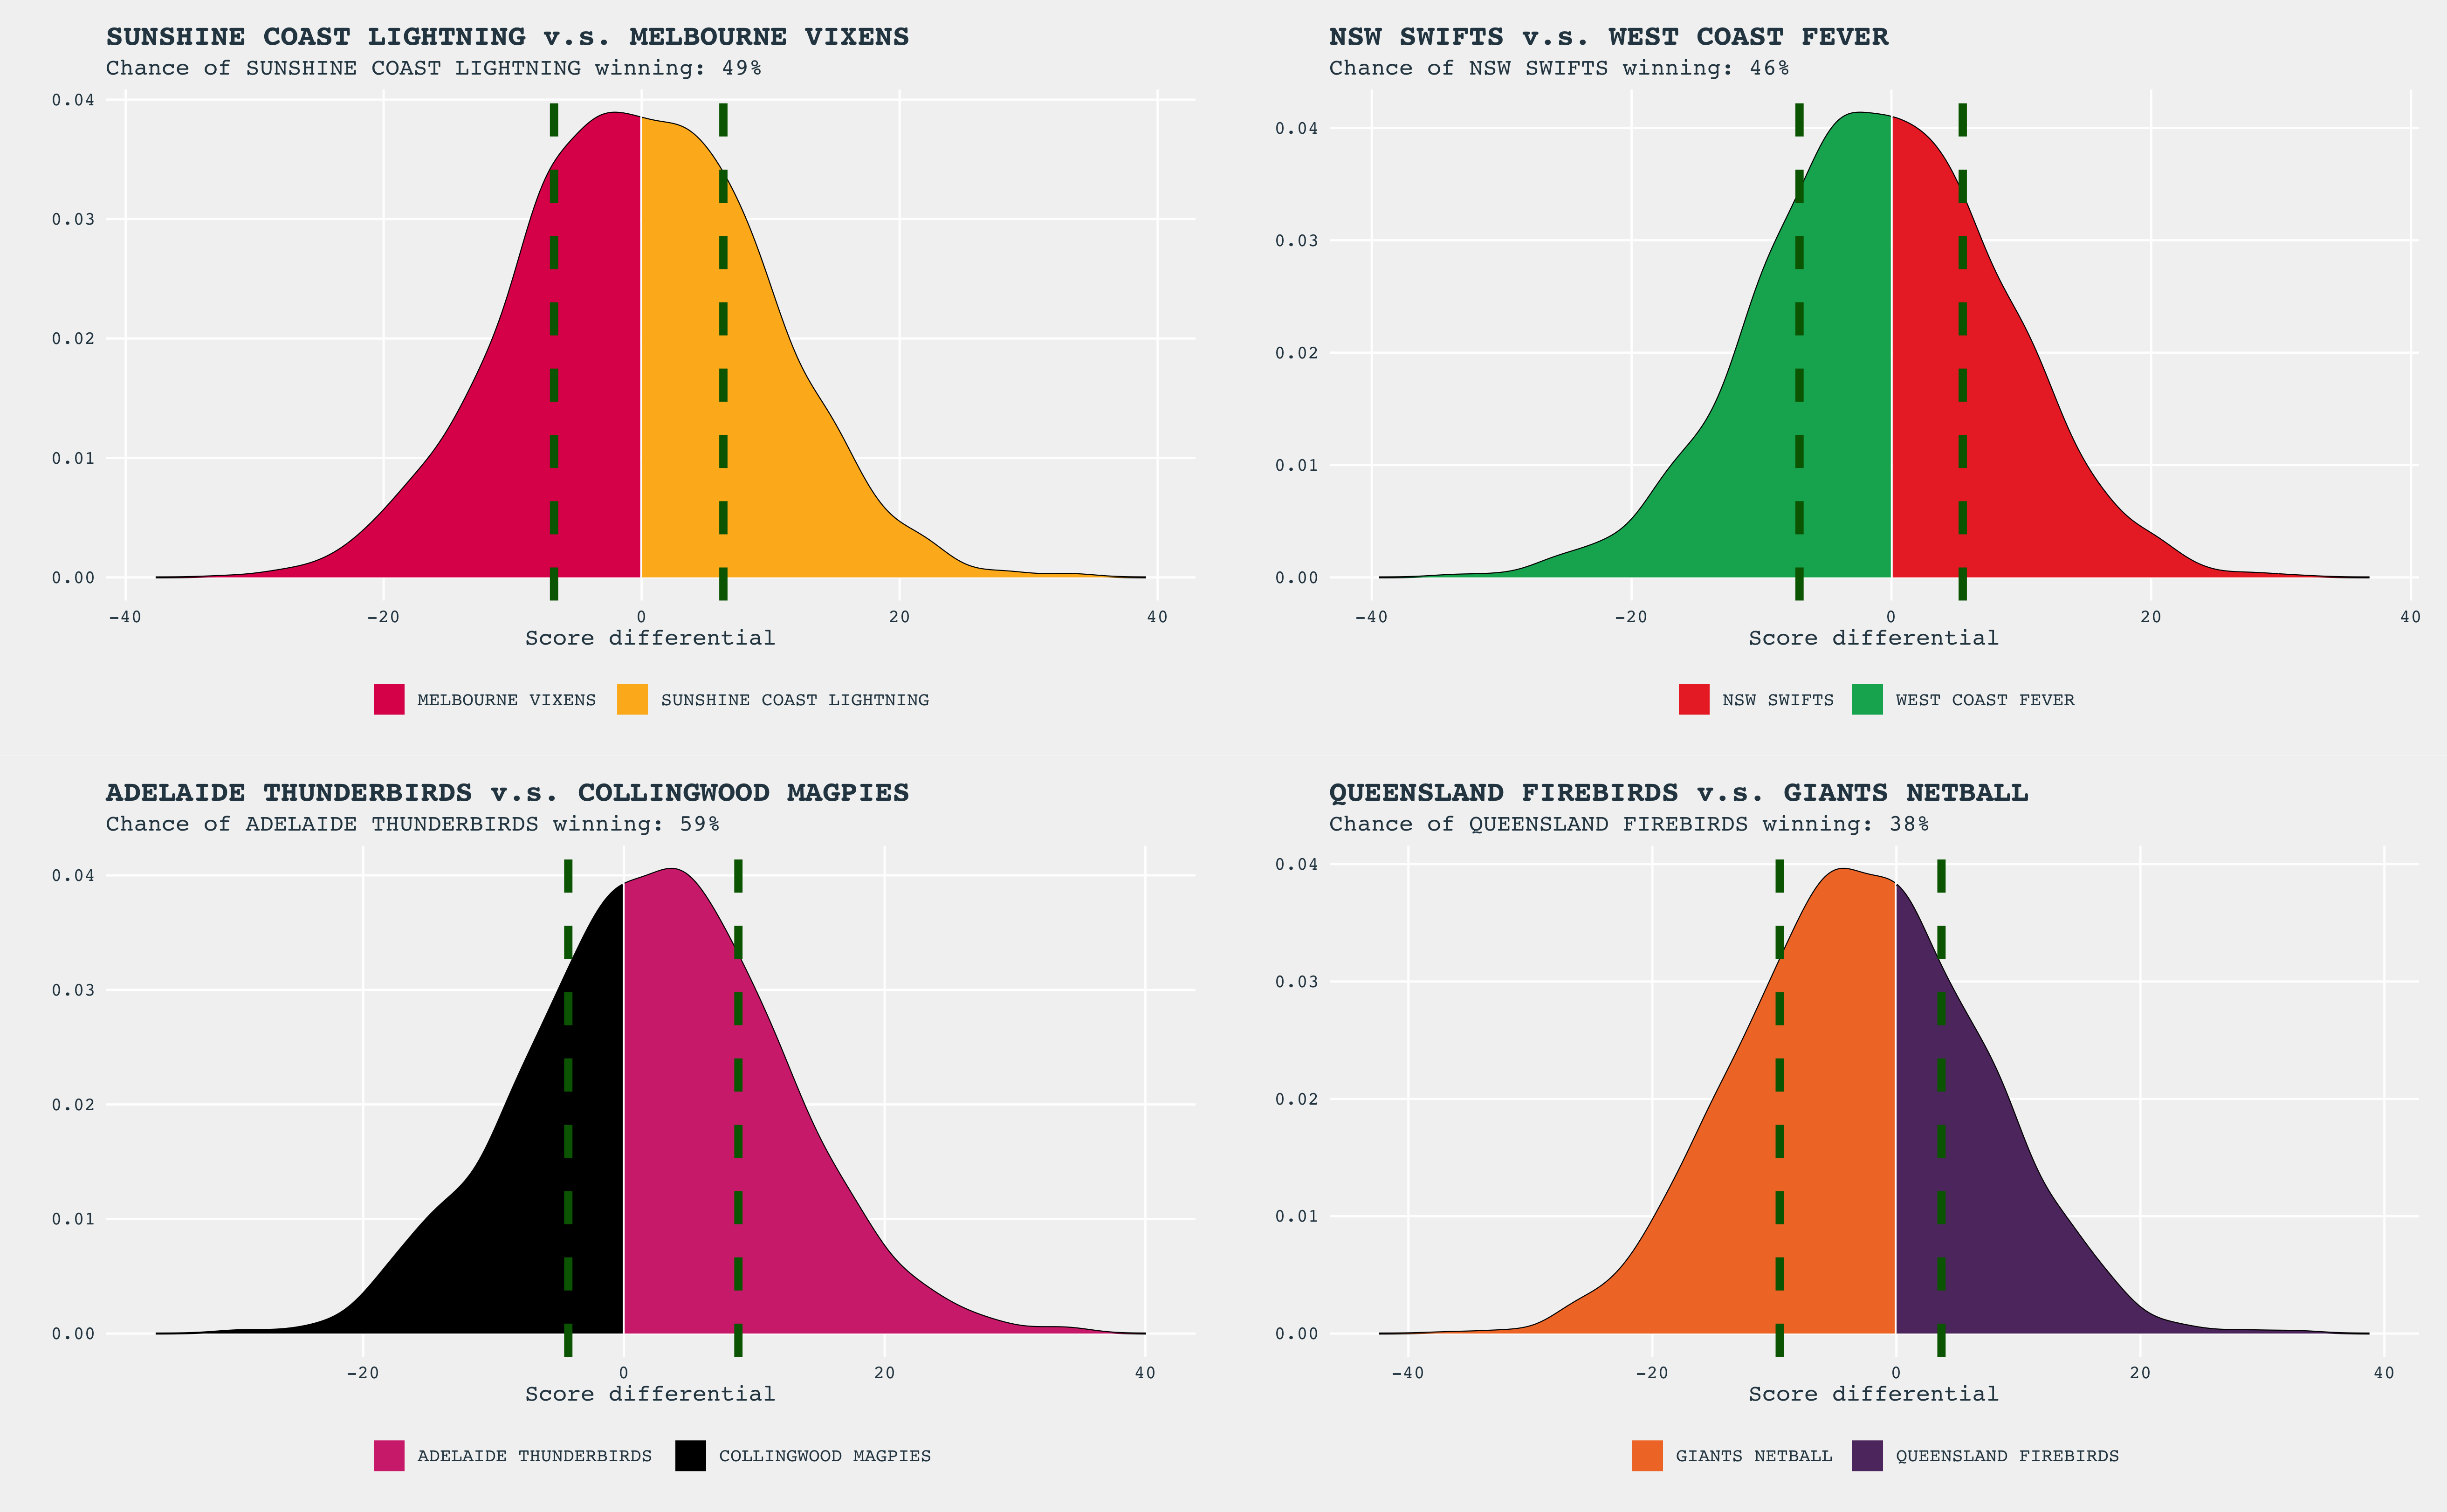 SUNSHINE COAST LIGHTNING v.s. MELBOURNE VIXENS
Chance of SUNSHINE COAST LIGHTNING winning: 49%
0.04
0.03
0.02
0.01
0.00
-40 -20 0 20 40
Score differential
MELBOURNE VIXENS SUNSHINE COAST LIGHTNING
NSW SWIFTS v.s. WEST COAST FEVER
Chance of NSW SWIFTS winning: 46%
0.04
0.03
0.02
0.01
0.00
-40 -20 0 20 40
Score differential
NSW SWIFTS WEST COAST FEVER
ADELAIDE THUNDERBIRDS v.s. COLLINGWOOD MAGPIES
Chance of ADELAIDE THUNDERBIRDS winning: 59%
0.04
0.03
0.02
0.01
0.00
-20 0 20 40
Score differential
ADELAIDE THUNDERBIRDS COLLINGWOOD MAGPIES
QUEENSLAND FIREBIRDS v.s. GIANTS NETBALL
Chance of QUEENSLAND FIREBIRDS winning: 38%
0.04
0.03
0.02
0.01
0.00
-40 -20 0 20 40
Score differential
GIANTS NETBALL QUEENSLAND FIREBIRDS